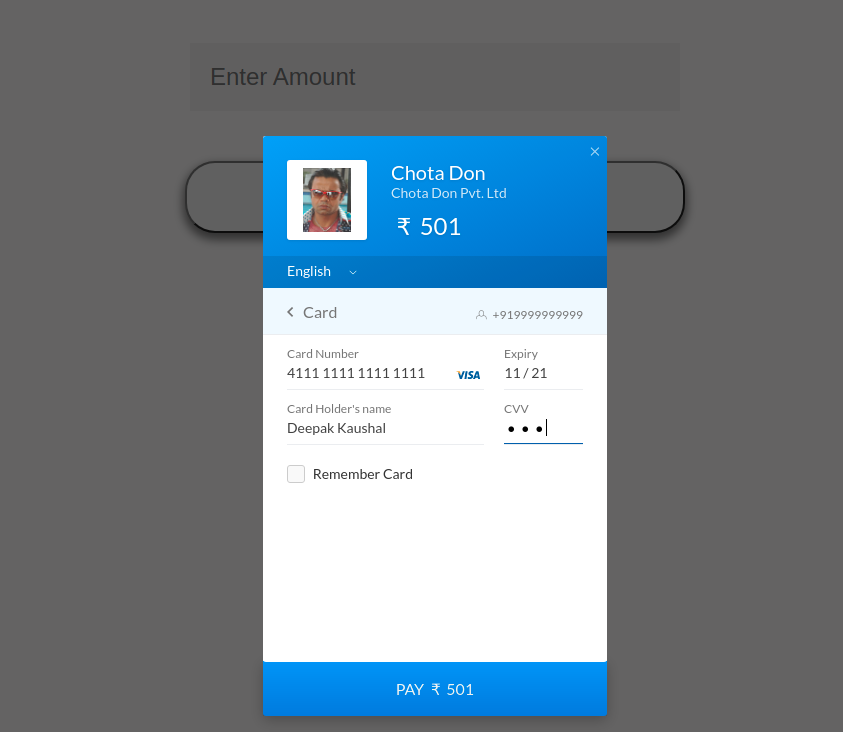 Enter Amount
×
Chota Don
Chota Don Pvt. Ltd
₹ 501
English
Card
+919999999999
Card Number
4111 1111 1111 1111
VISA
Expiry
11 / 21
Card Holder's name
Deepak Kaushal
CVV
•••
Remember Card
PAY ₹ 501